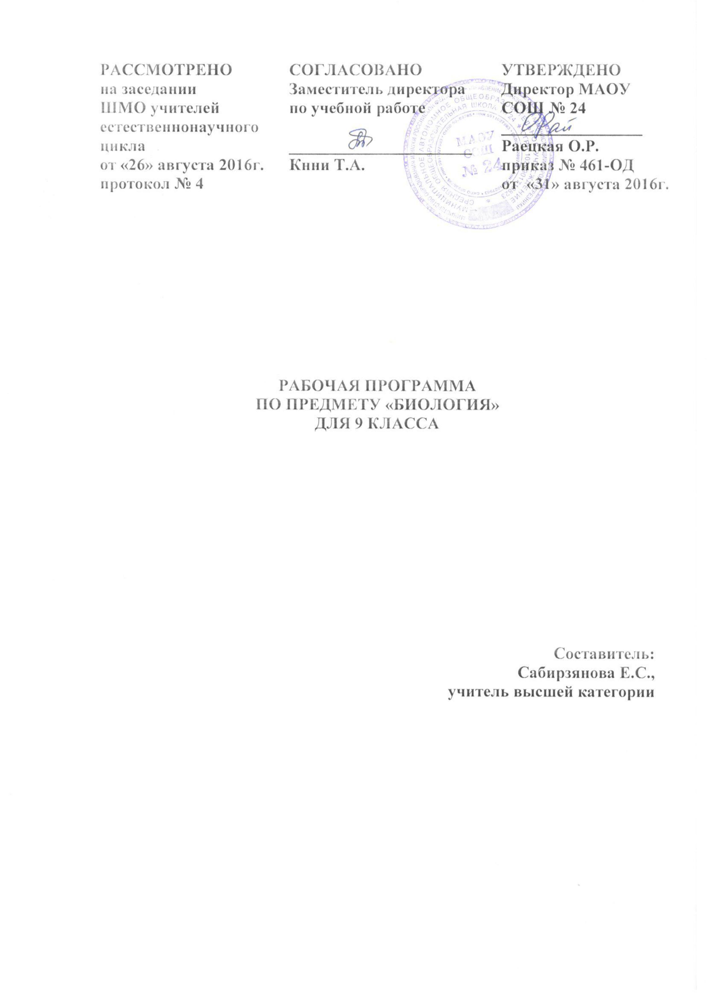 РАССМОТРЕНО
на заседании
ШМО учителей
естественнонаучного
цикла
от «26» августа 2016г.
протокол № 4
СОГЛАСОВАНО
Заместитель директора
по учебной работе
Книи Т.А.
УТВЕРЖДЕНО
Директор МАОУ
СОШ № 24
Раецкая О.Р.
приказ № 461-ОД
от «31» августа 2016г.
МАОУ
СОШ
№ 24
РАБОЧАЯ ПРОГРАММА
ПО ПРЕДМЕТУ «БИОЛОГИЯ»
ДЛЯ 9 КЛАССА
Составитель:
Сабирзянова Е.С.,
учитель высшей категории